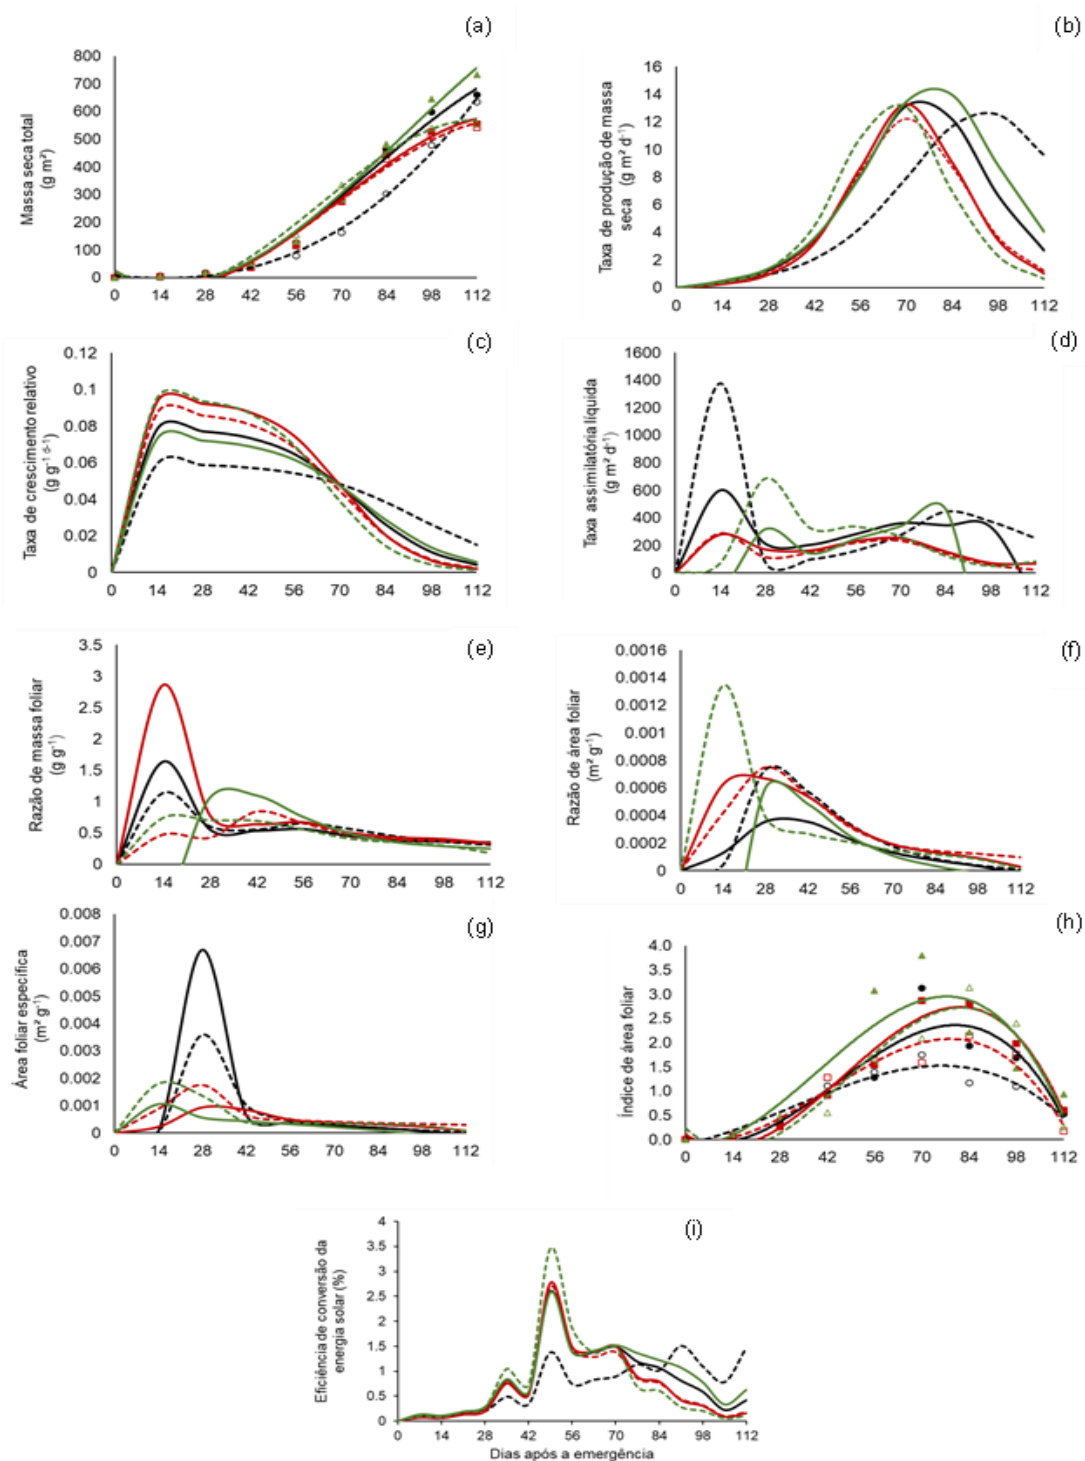 (a)
Massa seca total
(g m²)
800
700
600
500
400
300
200
100
0
0 14 28 42 56 70 84 98 112
(b)
Taxa de produção de massa
seca (g m² d⁻¹)
16
14
12
10
8
6
4
2
0
0 14 28 42 56 70 84 98 112
(c)
Taxa de crescimento relativo
(g g⁻¹ d⁻¹)
0.12
0.1
0.08
0.06
0.04
0.02
0
0 14 28 42 56 70 84 98 112
(d)
Taxa assimilatória líquida
(g m² d⁻¹)
1600
1400
1200
1000
800
600
400
200
0
0 14 28 42 56 70 84 98 112
(e)
Razão de massa foliar
(g g⁻¹)
3.5
3
2.5
2
1.5
1
0.5
0
0 14 28 42 56 70 84 98 112
(f)
Razão de área foliar
(m² g⁻¹)
0.0016
0.0014
0.0012
0.001
0.0008
0.0006
0.0004
0.0002
0
0 14 28 42 56 70 84 98 112
(g)
Área foliar específica
(m² g⁻¹)
0.008
0.007
0.006
0.005
0.004
0.003
0.002
0.001
0
0 14 28 42 56 70 84 98 112
(h)
Índice de área foliar
4.0
3.5
3.0
2.5
2.0
1.5
1.0
0.5
0.0
0 14 28 42 56 70 84 98 112
(i)
Eficiência de conversão da
energia solar (%)
4
3.5
3
2.5
2
1.5
1
0.5
0
0 14 28 42 56 70 84 98 112
Dias após a emergência